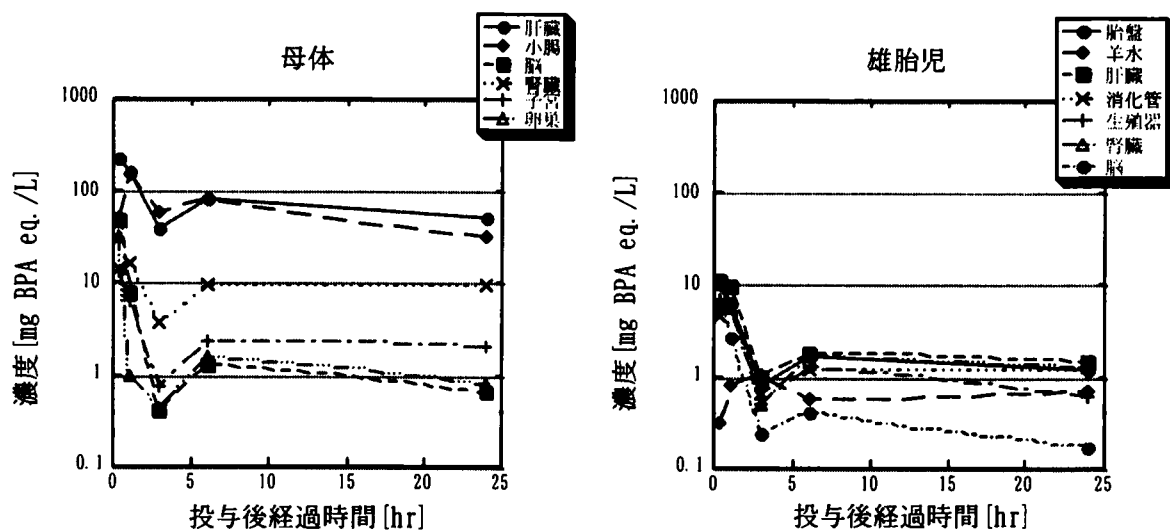 母体
肝臓
小腸
脳
腎臓
子宮
卵巣
濃度[mg BPA eq./L]
1000
100
10
1
0.1
0
5
10
15
20
25
投与後経過時間[hr]
雄胎児
胎盤
羊水
肝臓
消化管
生殖器
腎臓
脳
濃度[mg BPA eq./L]
1000
100
10
1
0.1
0
5
10
15
20
25
投与後経過時間[hr]